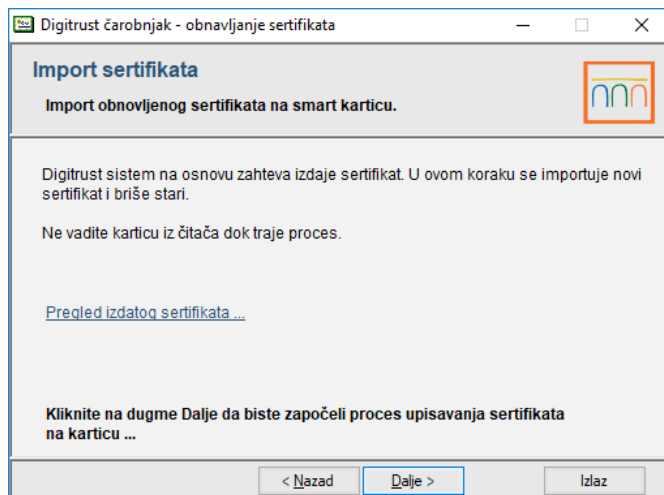 Digitrust čarobnjak - obnavljanje sertifikata
Import sertifikata
Import obnovljenog sertifikata na smart karticu.
Digitrust sistem na osnovu zahteva izdaje sertifikat. U ovom koraku se importuje novi
sertifikat i briše stari.
Ne vadite karticu iz čitača dok traje proces.
Pregled izdatog sertifikata ...
Kliknite na dugme Dalje da biste započeli proces upisavanja sertifikata
na karticu ...
< Nazad
Dalje >
Izlaz